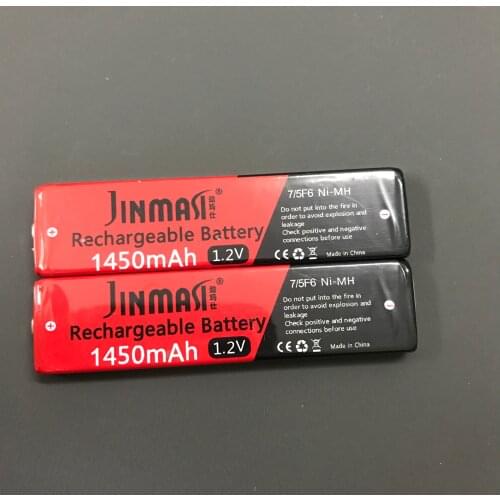 JINMASI®
Rechargeable Battery
1450mAh 1.2V
7/5F6 Ni-MH
Do not put into the fire in
order to avoid explosion and
leakage
Check positive and negative
connections before use
CE
Made in China
JINMASI®
Rechargeable Battery
1450mAh 1.2V
7/5F6 Ni-MH
Do not put into the fire in
order to avoid explosion and
leakage
Check positive and negative
connections before use
CE
Made in China